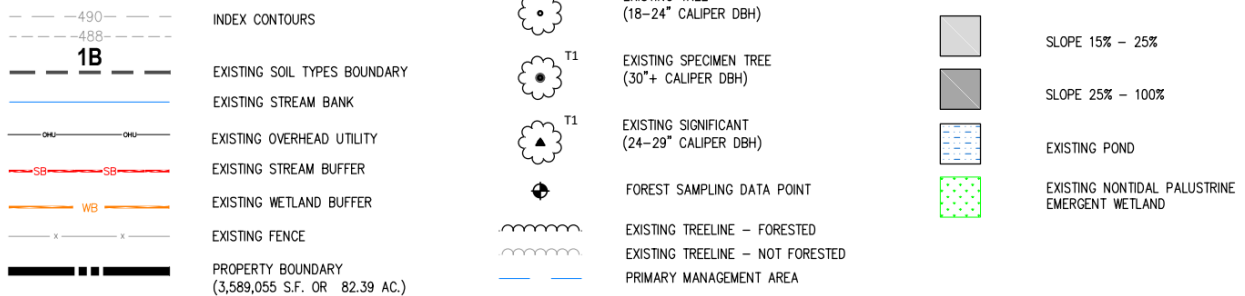 490
488
INDEX CONTOURS
1B
EXISTING SOIL TYPES BOUNDARY
EXISTING STREAM BANK
OHU OHU
EXISTING OVERHEAD UTILITY
SB SB
EXISTING STREAM BUFFER
WB
EXISTING WETLAND BUFFER
x x
EXISTING FENCE
PROPERTY BOUNDARY
(3,589,055 S.F. OR 82.39 AC.)
(18-24" CALIPER DBH)
T1
EXISTING SPECIMEN TREE
(30"+ CALIPER DBH)
T1
EXISTING SIGNIFICANT
(24-29" CALIPER DBH)
FOREST SAMPLING DATA POINT
EXISTING TREELINE - FORESTED
EXISTING TREELINE - NOT FORESTED
PRIMARY MANAGEMENT AREA
SLOPE 15% - 25%
SLOPE 25% - 100%
EXISTING POND
EXISTING NONTIDAL PALUSTRINE
EMERGENT WETLAND